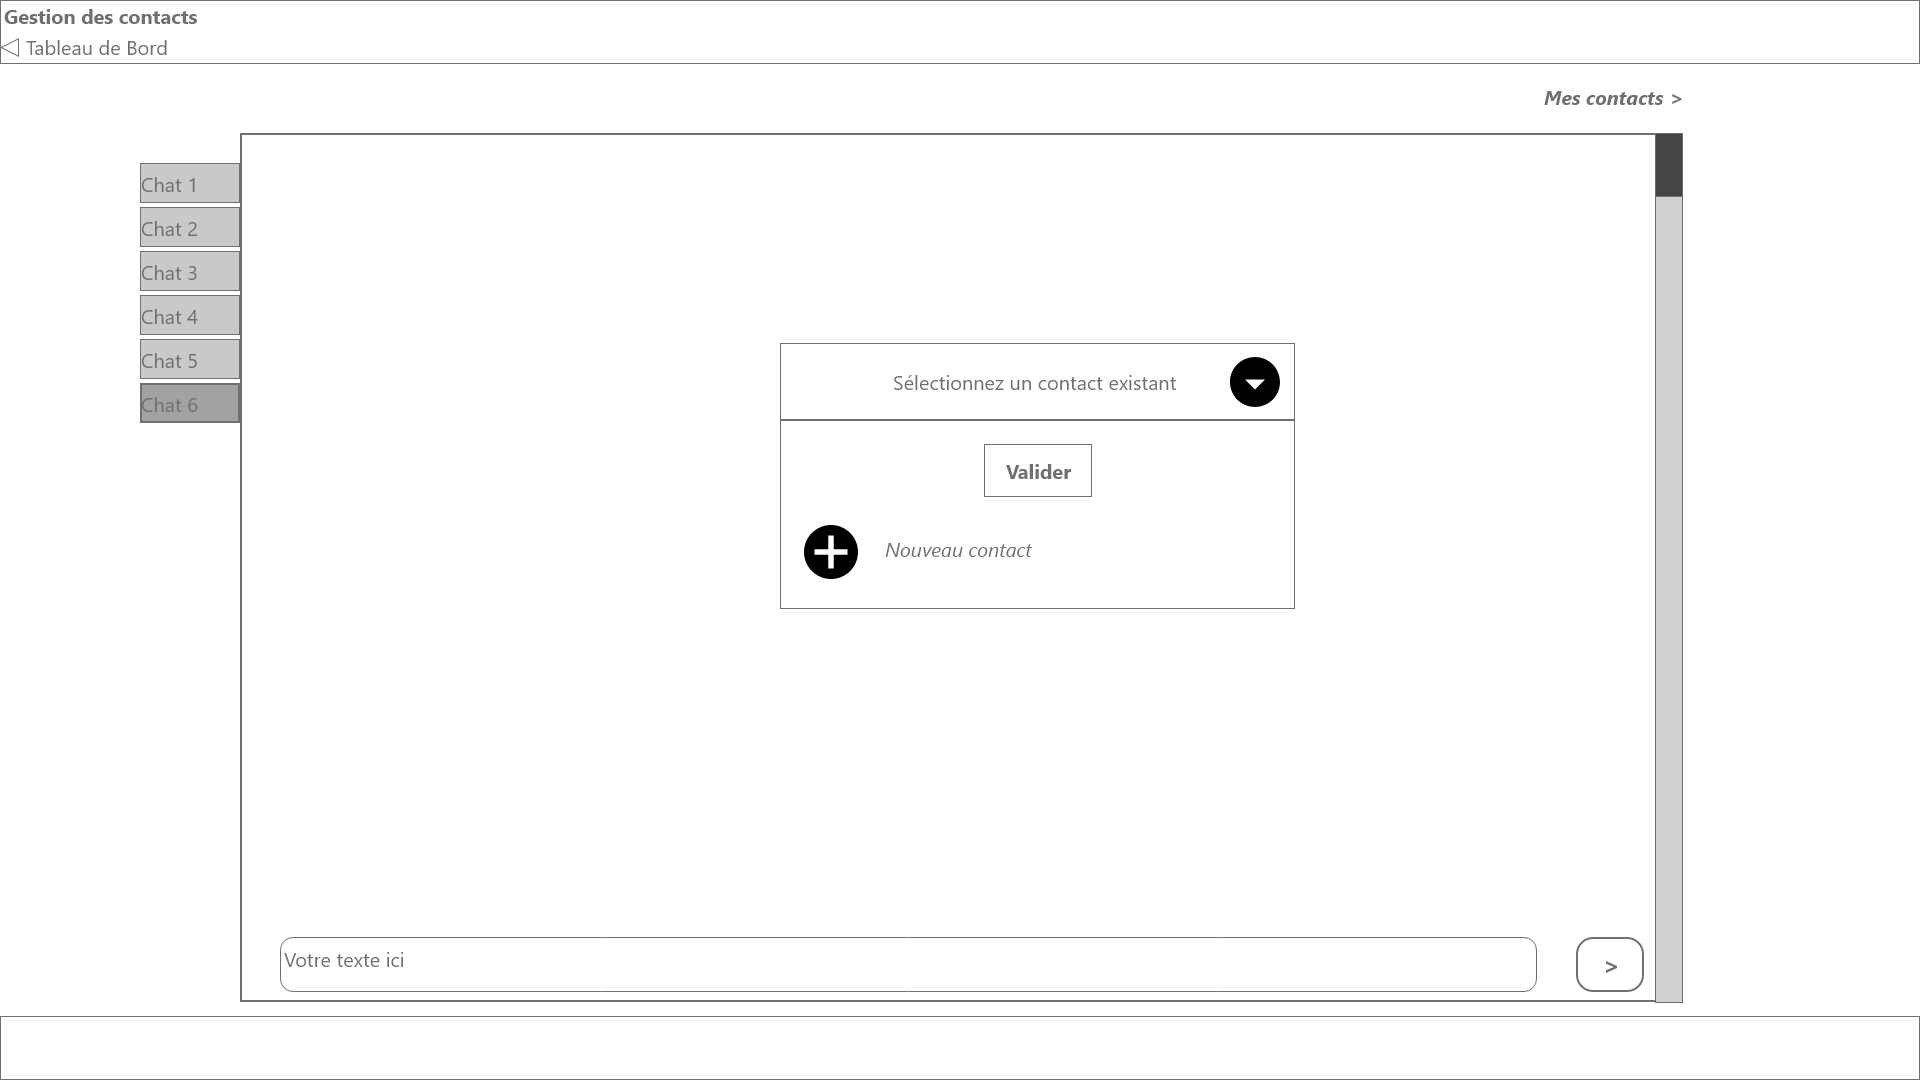 Gestion des contacts
Tableau de Bord
Mes contacts >
Chat 1
Chat 2
Chat 3
Chat 4
Chat 5
Chat 6
Sélectionnez un contact existant
Valider
Nouveau contact
Votre texte ici
>